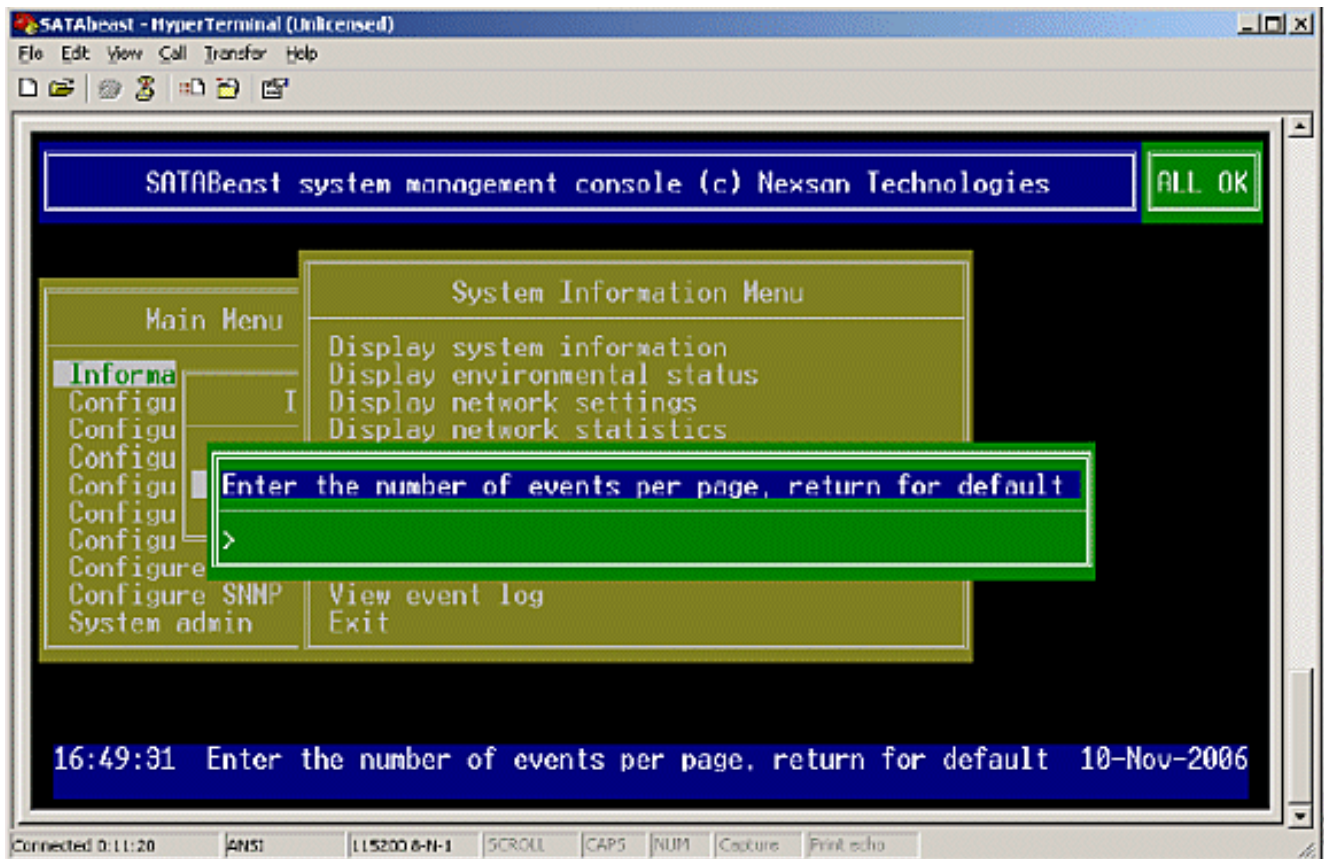 SATAbeast - HyperTerminal (Unlicensed)
File Edit View Call Transfer Help
SATABeast system management console (c) Nexsan Technologies
ALL OK
System Information Menu
Main Menu
Display system information
Informa
Display environmental status
Configu I
Display network settings
Configu
Display network statistics
Configu
Configu
Enter the number of events per page, return for default
Configu
Configu
>
Configure
Configure SNMP
View event log
System admin
Exit
16:49:31 Enter the number of events per page, return for default 10-Nov-2006
Connected 0:11:20 ANSI 115200 8-N-1 SCROLL CAPS NUM Capture Print echo